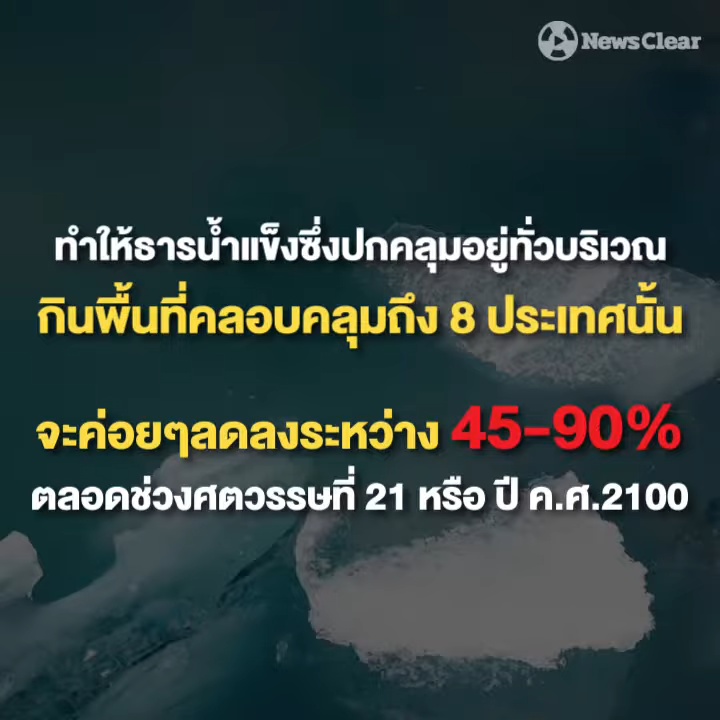 NewsClear
ทำให้ธารน้ำแข็งซึ่งปกคลุมอยู่ทั่วบริเวณ
กินพื้นที่คลอบคลุมถึง 8 ประเทศนั้น
จะค่อยๆลดลงระหว่าง 45-90%
ตลอดช่วงศตวรรษที่ 21 หรือ ปี ค.ศ.2100